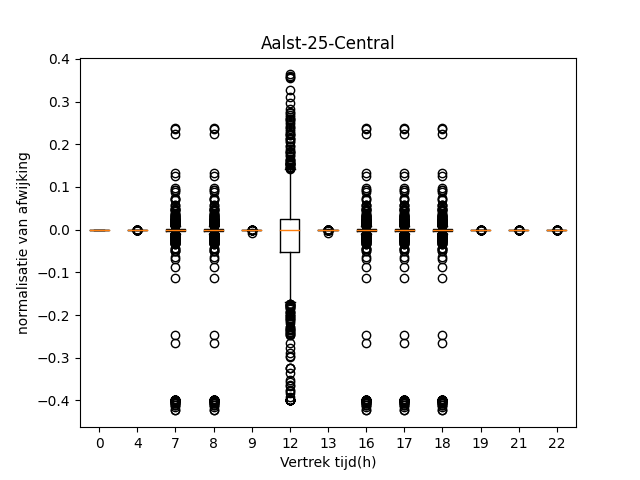 Aalst-25-Central
normalisatie van afwijking
0.4
0.3
0.2
0.1
0.0
−0.1
−0.2
−0.3
−0.4
0 4 7 8 9 12 13 16 17 18 19 21 22
Vertrek tijd(h)